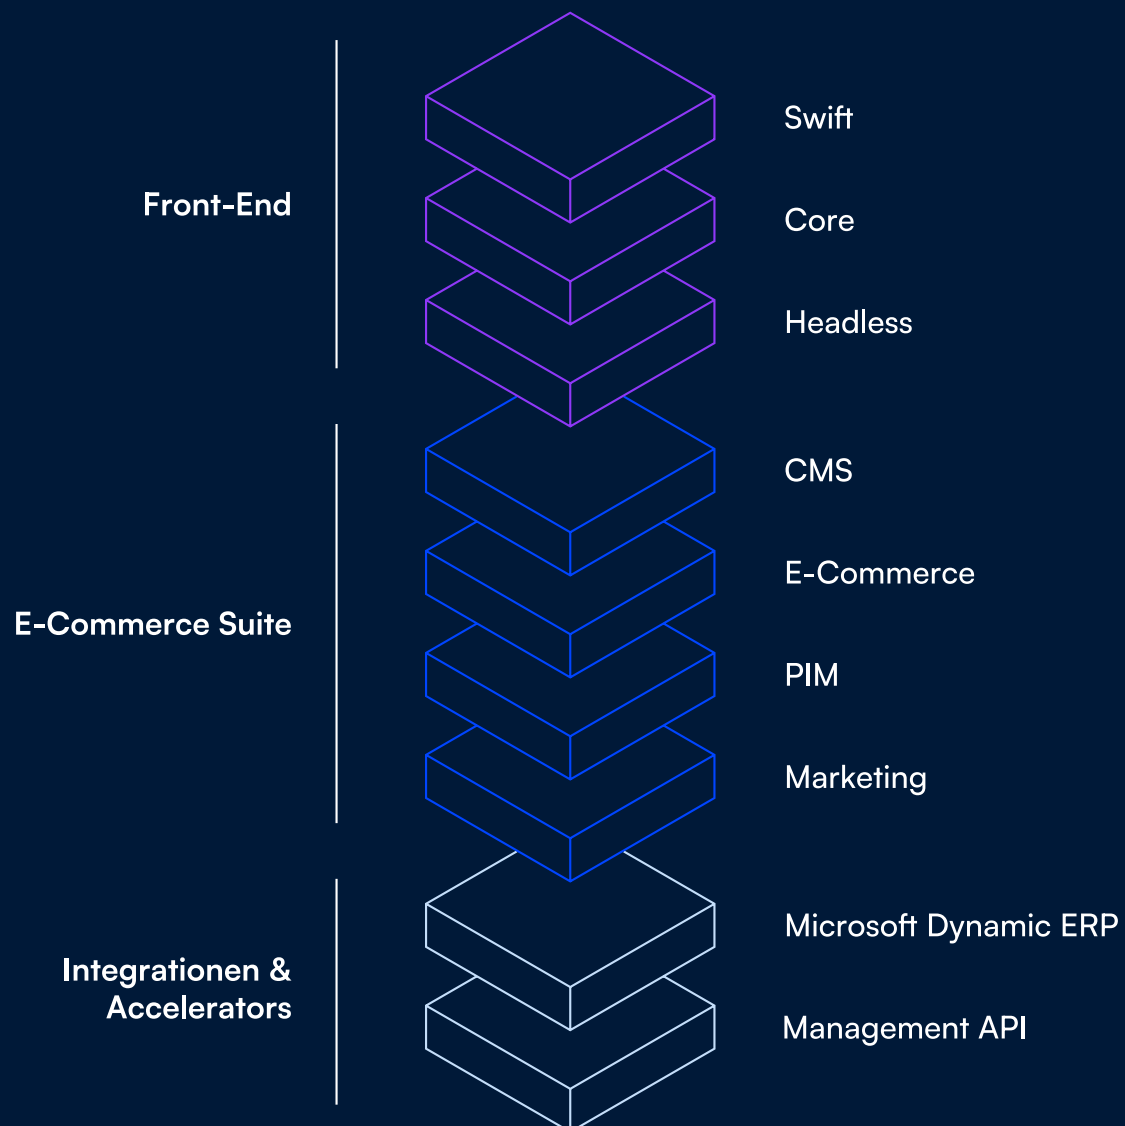 Front-End
Swift
Core
Headless
E-Commerce Suite
CMS
E-Commerce
PIM
Marketing
Integrationen &
Accelerators
Microsoft Dynamic ERP
Management API